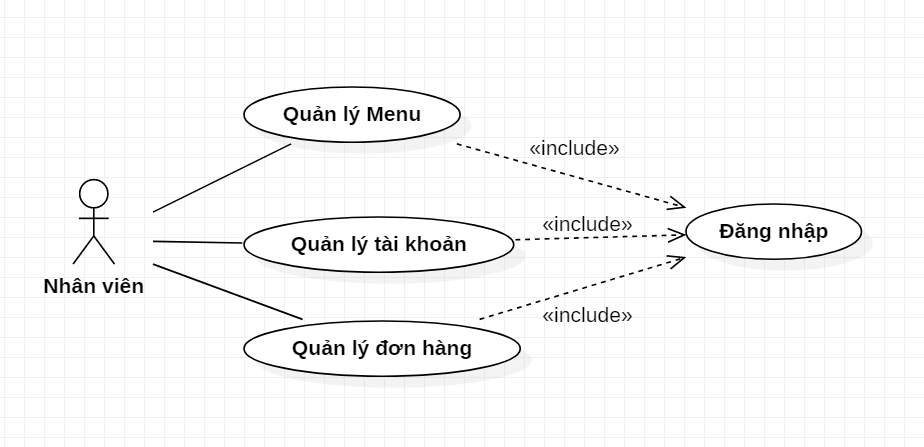 Quản lý Menu
«include»
«include»
Đăng nhập
Quản lý tài khoản
Nhân viên
«include»
Quản lý đơn hàng